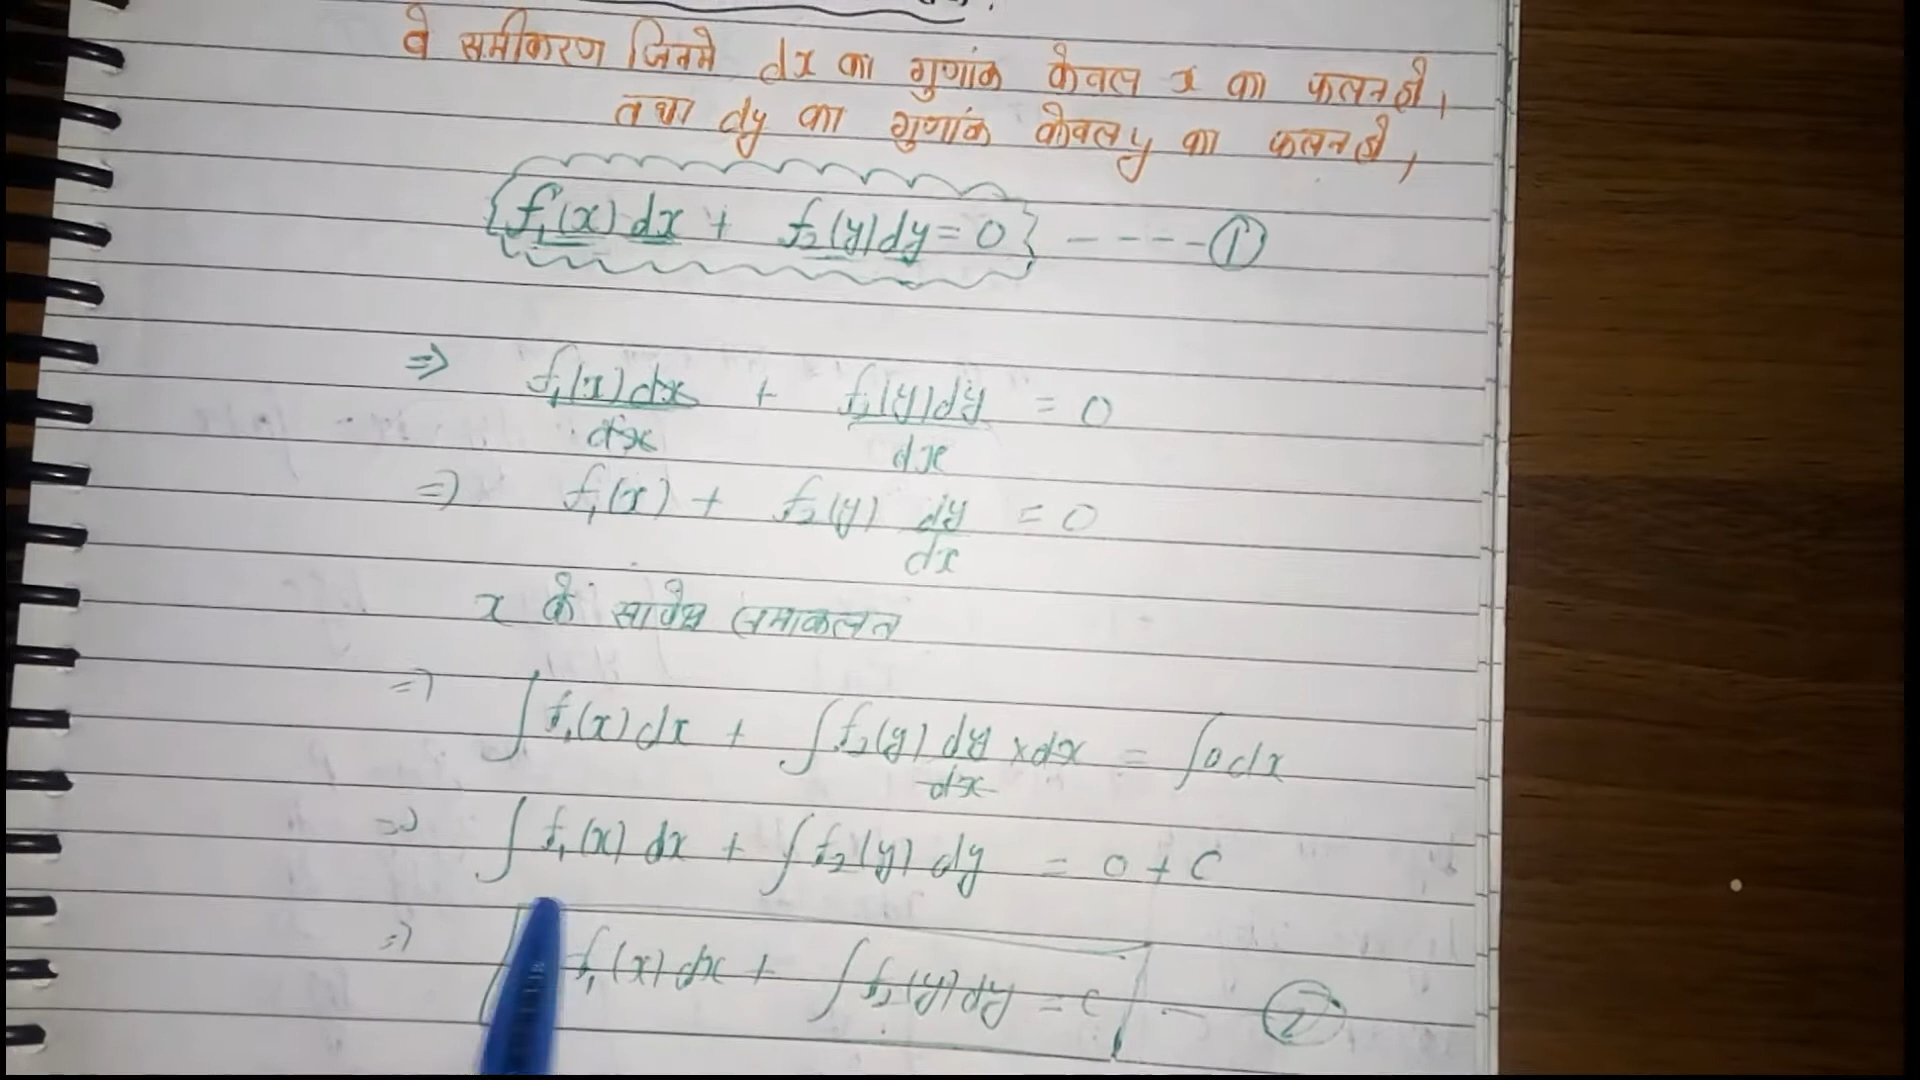 वे समीकरण जिनमे dx का गुणांक केवल x का फलन हो,
तथा dy का गुणांक केवल y का फलन हो,
{f₁(x) dx + f₂(y)dy = 0} - - - - ①
⇒ f₁(x) dx/dx + f₂(y)dy/dx = 0
⇒ f₁(x) + f₂(y) dy/dx = 0
x के सापेक्ष समाकलन
⇒ ∫f₁(x) dx + ∫f₂(y) dy/dx × dx = ∫0 dx
⇒ ∫f₁(x) dx + ∫f₂(y) dy = 0 + C
⇒ f₁(x) dx + ∫f₂(y)dy = C - ②